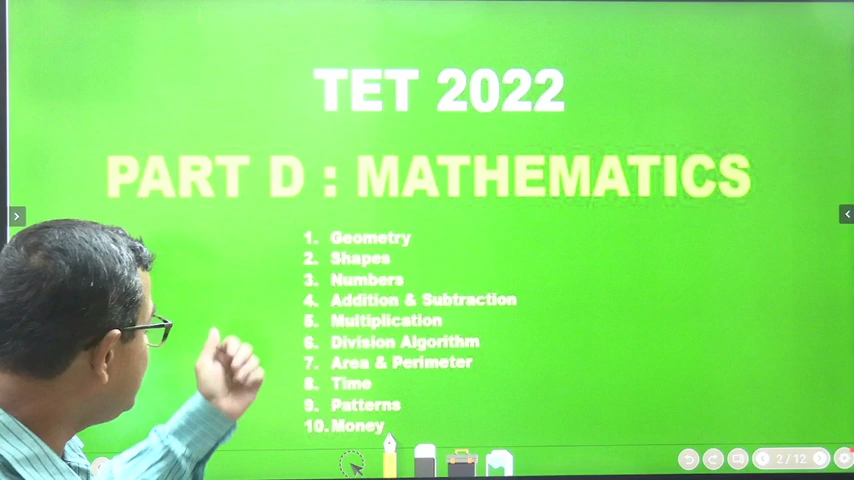 TET 2022
PART D : MATHEMATICS
1. Geometry
2. Shapes
3. Numbers
4. Addition & Subtraction
5. Multiplication
6. Division Algorithm
7. Area & Perimeter
8. Time
9. Patterns
10. Money
2 / 12